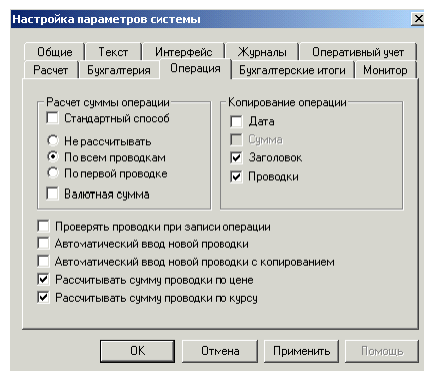 Настройка параметров системы
Общие Текст Интерфейс Журналы Оперативный учет
Расчет Бухгалтерия Операция Бухгалтерские итоги Монитор
Расчет суммы операции
Стандартный способ
Не рассчитывать
По всем проводкам
По первой проводке
Валютная сумма
Копирование операции
Дата
Сумма
Заголовок
Проводки
Проверять проводки при записи операции
Автоматический ввод новой проводки
Автоматический ввод новой проводки с копированием
Рассчитывать сумму проводки по цене
Рассчитывать сумму проводки по курсу
OK Отмена Применить Помощь